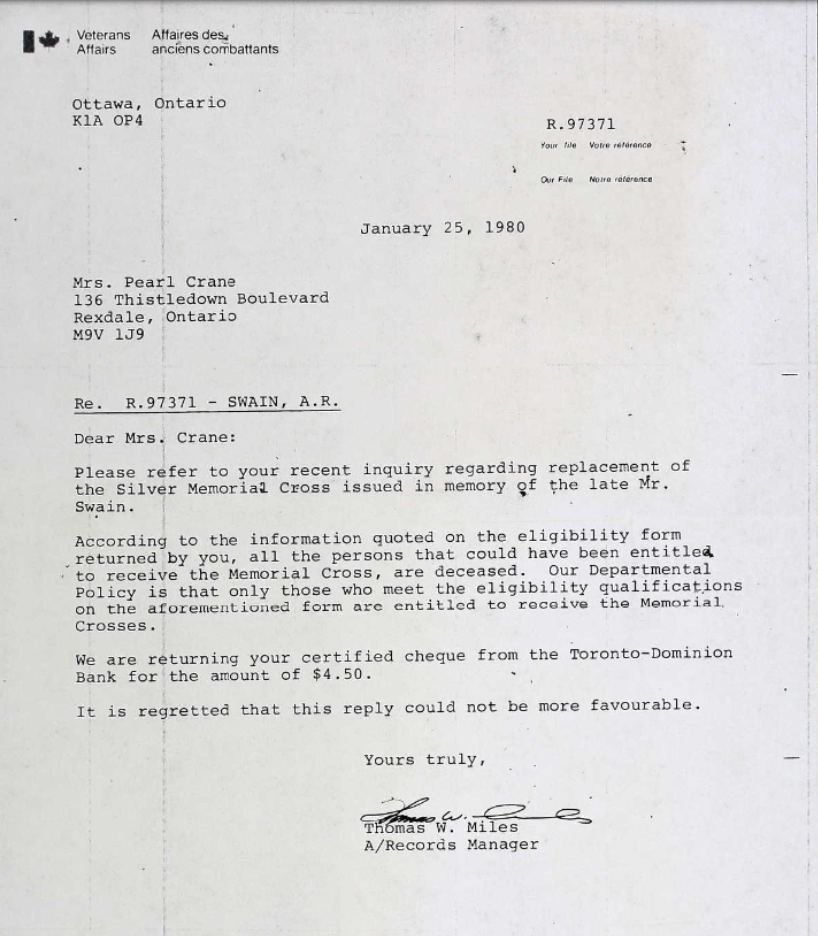 Veterans Affaires des
Affairs anciens combattants
Ottawa, Ontario
K1A OP4
R.97371
Your file Votre référence
Our File Notre référence
January 25, 1980
Mrs. Pearl Crane
136 Thistledown Boulevard
Rexdale, Ontario
M9V 1J9
Re. R.97371 - SWAIN, A.R.
Dear Mrs. Crane:
Please refer to your recent inquiry regarding replacement of
the Silver Memorial Cross issued in memory of the late Mr.
Swain.
According to the information quoted on the eligibility form
returned by you, all the persons that could have been entitled
to receive the Memorial Cross, are deceased. Our Departmental
Policy is that only those who meet the eligibility qualifications
on the aforementioned form are entitled to receive the Memorial
Crosses.
We are returning your certified cheque from the Toronto-Dominion
Bank for the amount of $4.50.
It is regretted that this reply could not be more favourable.
Yours truly,
Thomas W. Miles
Thomas W. Miles
A/Records Manager